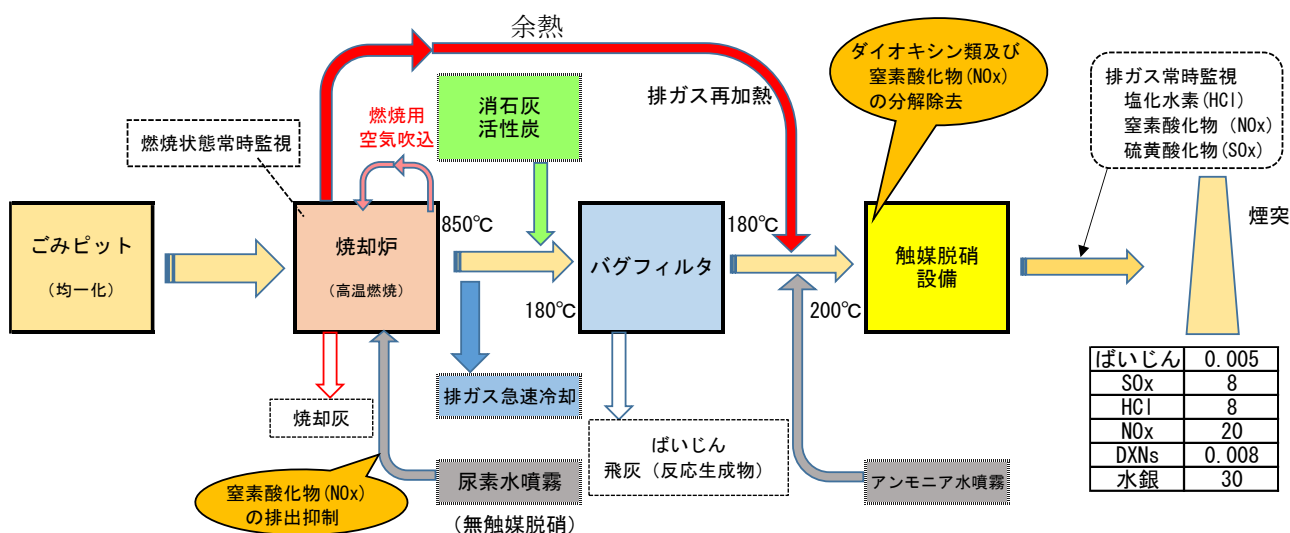 余熱
ダイオキシン類及び
窒素酸化物(NOx)
の分解除去
排ガス常時監視
塩化水素(HCl)
窒素酸化物 (NOx)
硫黄酸化物(SOx)
排ガス再加熱
消石灰
活性炭
燃焼用
空気吹込
燃焼状態常時監視
ごみピット
(均一化)
焼却炉
(高温燃焼)
850℃
180℃
バグフィルタ
180℃
200℃
触媒脱硝
設備
煙突
焼却灰
排ガス急速冷却
ばいじん
飛灰(反応生成物)
窒素酸化物(NOx)
の排出抑制
尿素水噴霧
(無触媒脱硝)
アンモニア水噴霧
ばいじん 0.005
SOx 8
HCl 8
NOx 20
DXNs 0.008
水銀 30